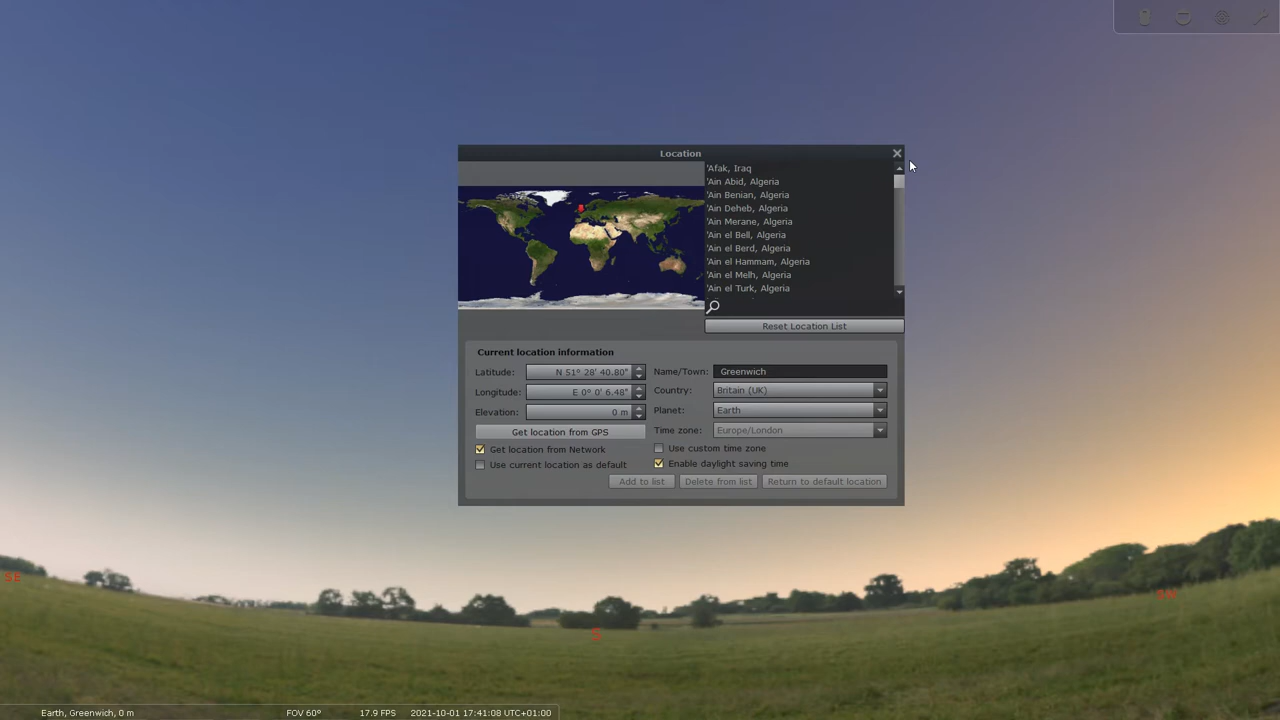 Location
'Afak, Iraq
'Ain Abid, Algeria
'Ain Benian, Algeria
'Ain Deheb, Algeria
'Ain Merane, Algeria
'Ain el Bell, Algeria
'Ain el Berd, Algeria
'Ain el Hammam, Algeria
'Ain el Melh, Algeria
'Ain el Turk, Algeria
Reset Location List
Current location information
Latitude: N 51° 28' 40.80" Name/Town: Greenwich
Longitude: E 0° 0' 6.48" Country: Britain (UK)
Elevation: 0 m Planet: Earth
Get location from GPS Time zone: Europe/London
Get location from Network Use custom time zone
Use current location as default Enable daylight saving time
Add to list Delete from list Return to default location
SE
S
Earth, Greenwich, 0 m FOV 60° 17.9 FPS 2021-10-01 17:41:08 UTC+01:00